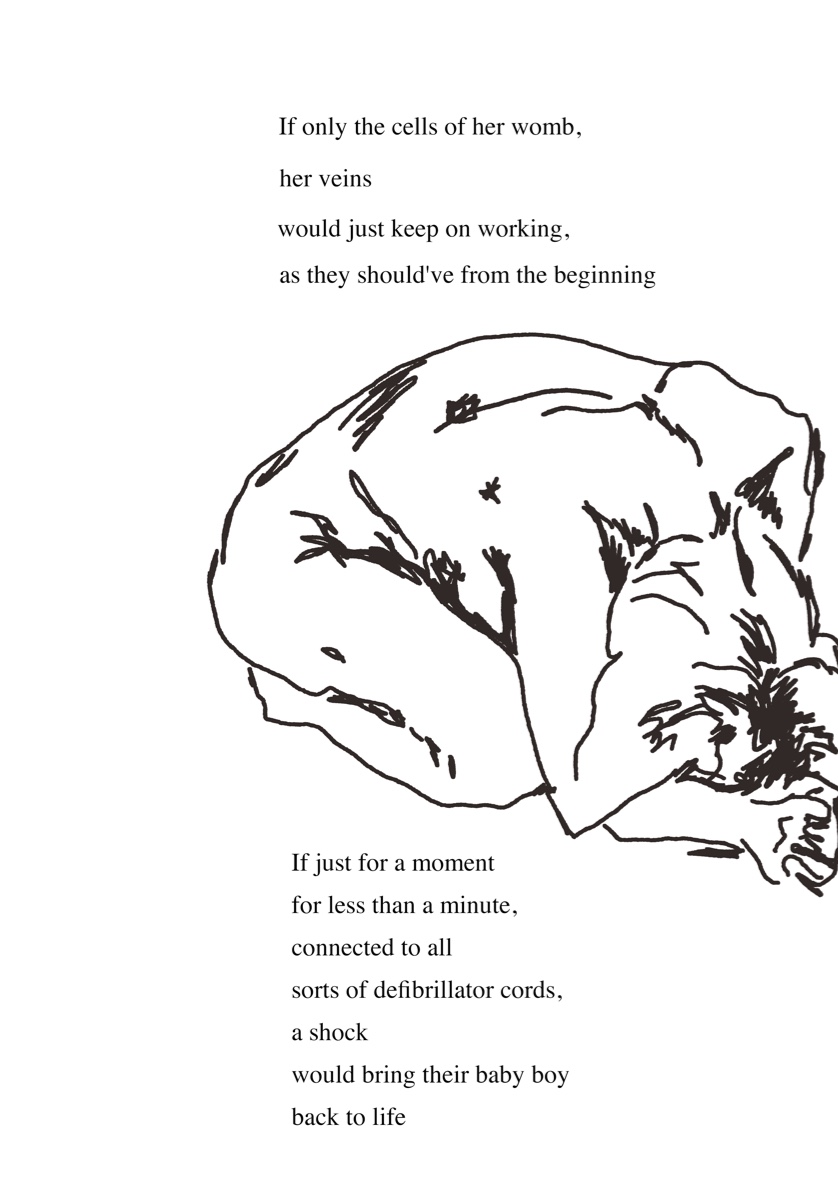 If only the cells of her womb,
her veins
would just keep on working,
as they should've from the beginning
If just for a moment
for less than a minute,
connected to all
sorts of defibrillator cords,
a shock
would bring their baby boy
back to life